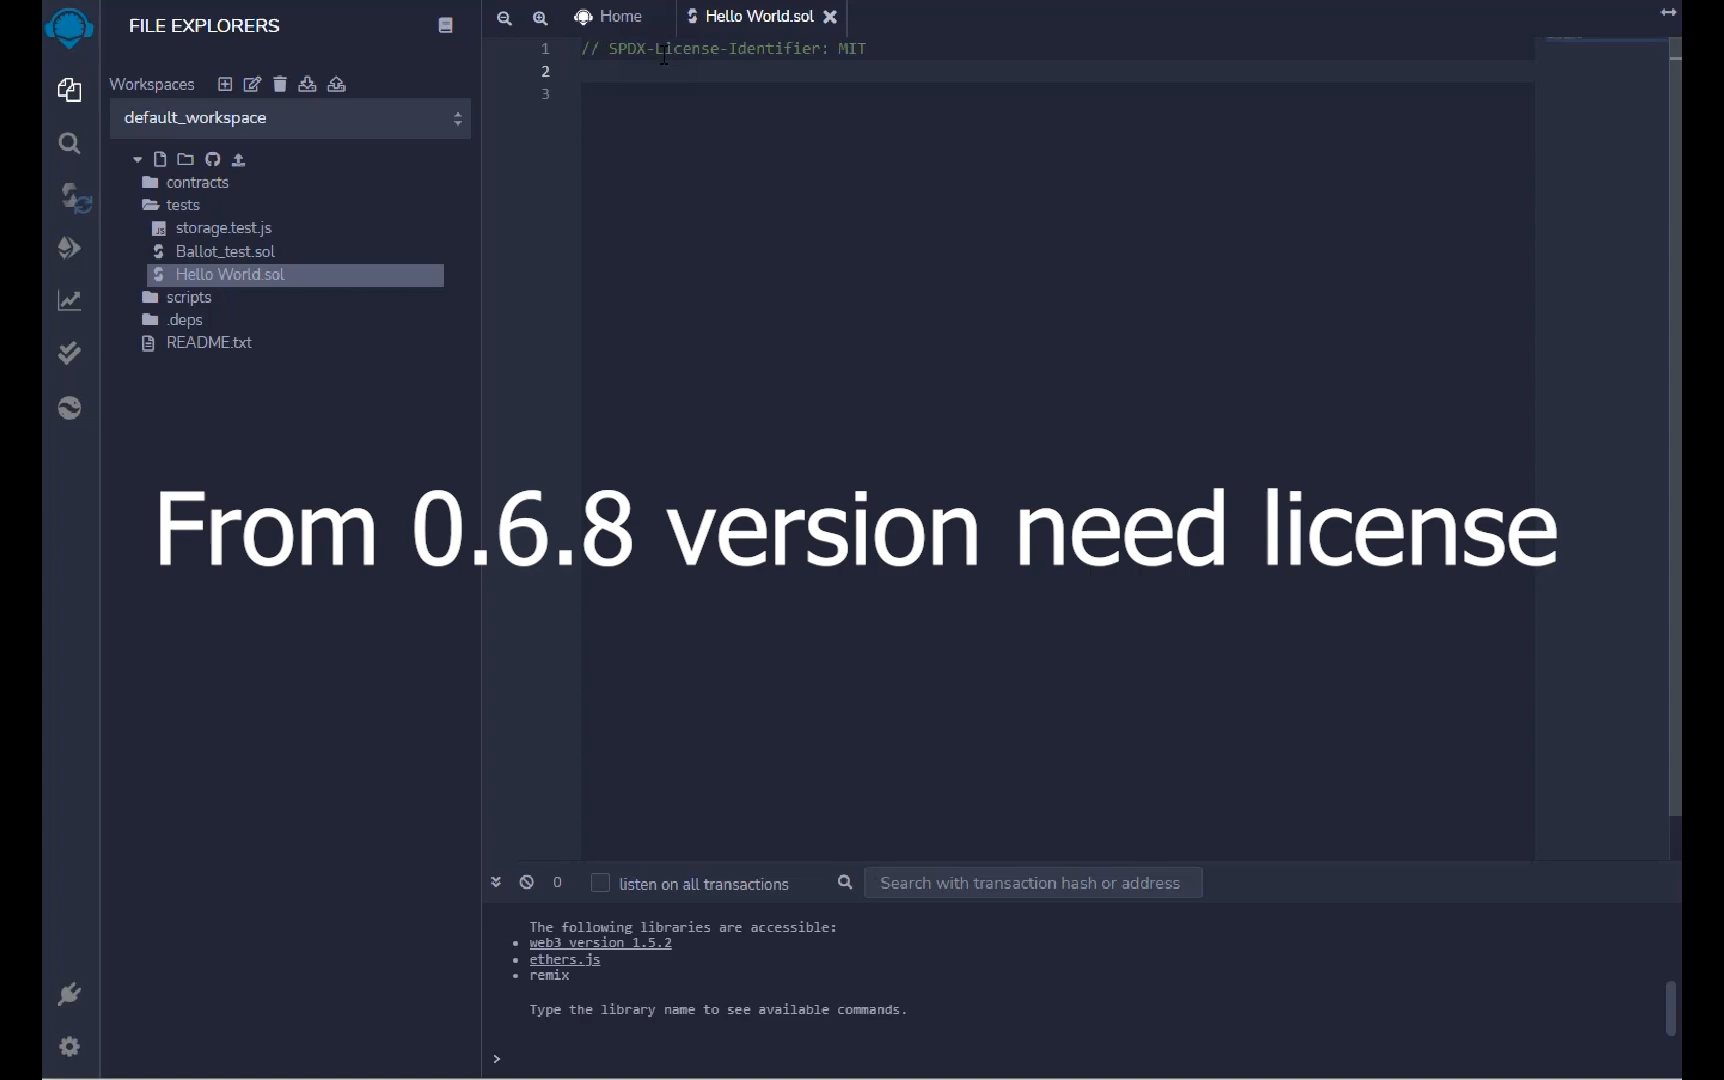 FILE EXPLORERS
Workspaces
default_workspace
contracts
tests
storage.test.js
Ballot_test.sol
Hello World.sol
scripts
.deps
README.txt
Home
Hello World.sol
1 // SPDX-License-Identifier: MIT
2
3
From 0.6.8 version need license
0 listen on all transactions Search with transaction hash or address
The following libraries are accessible:
• web3 version 1.5.2
• ethers.js
• remix
Type the library name to see available commands.
>